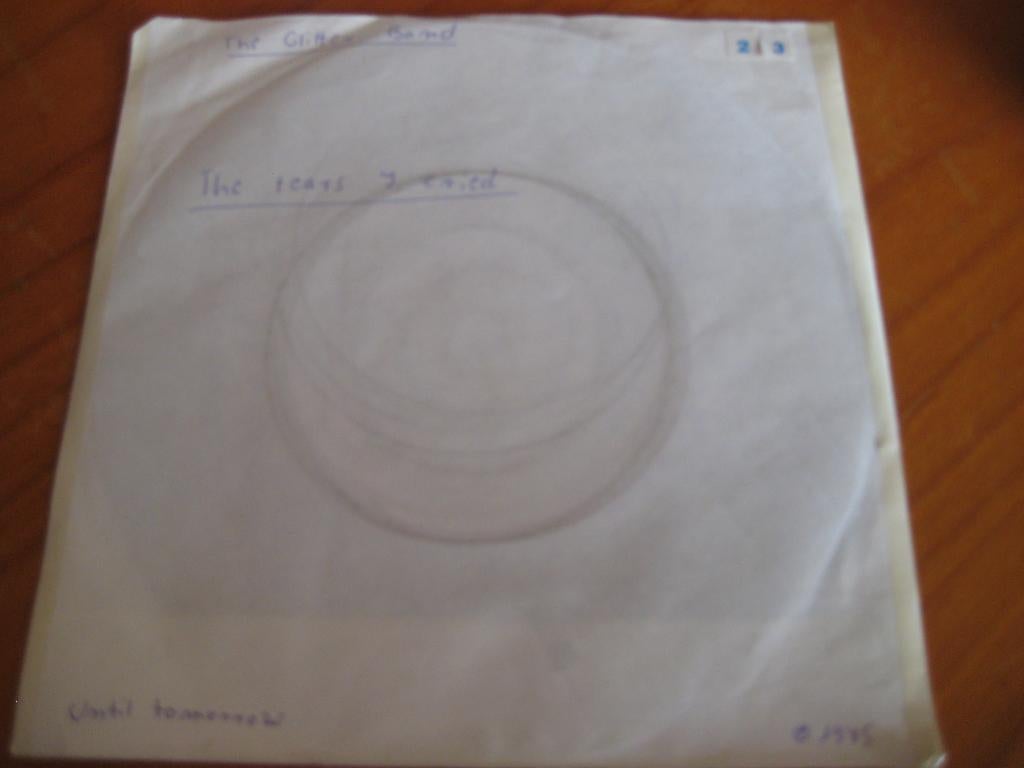 The Glitter Band
2 3
The tears I cried
Until tomorrow
© 1975